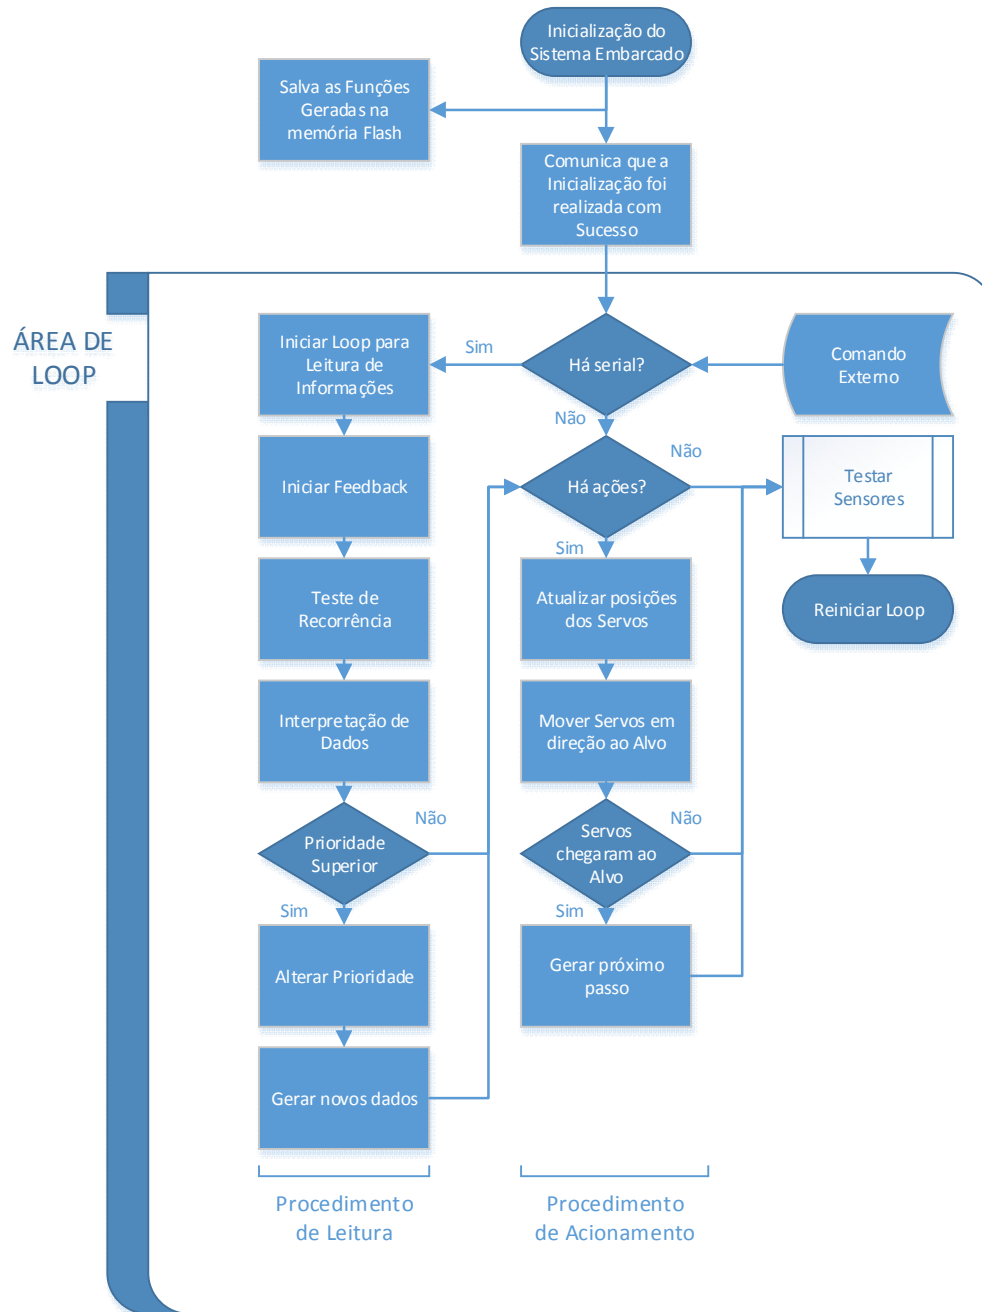 Inicialização do
Sistema Embarcado
Salva as Funções
Geradas na
memória Flash
Comunica que a
Inicialização foi
realizada com
Sucesso
ÁREA DE
LOOP
Iniciar Loop para
Leitura de
Informações
Sim
Há serial?
Comando
Externo
Não
Iniciar Feedback
Há ações?
Não
Testar
Sensores
Sim
Teste de
Recorrência
Atualizar posições
dos Servos
Reiniciar Loop
Interpretação de
Dados
Mover Servos em
direção ao Alvo
Prioridade
Superior
Não
Servos
chegaram ao
Alvo
Não
Sim
Sim
Alterar Prioridade
Gerar próximo
passo
Gerar novos dados
Procedimento
de Leitura
Procedimento
de Acionamento